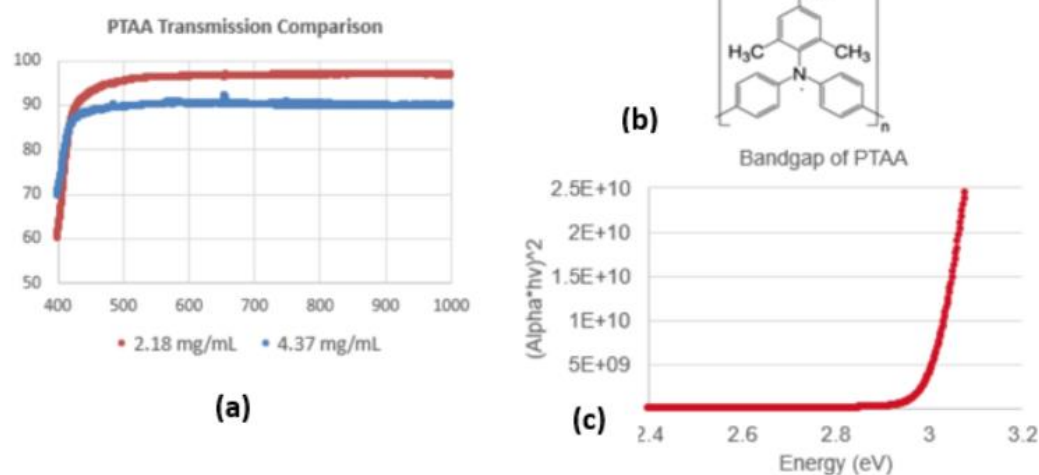 PTAA Transmission Comparison
100
90
80
70
60
50
400 500 600 700 800 900 1000
2.18 mg/mL 4.37 mg/mL
(a)
H₃C CH₃
N
n
(b)
Bandgap of PTAA
2.5E+10
2E+10
1.5E+10
1E+10
5E+09
(Alpha*hv)^2
2.4 2.6 2.8 3 3.2
Energy (eV)
(c)